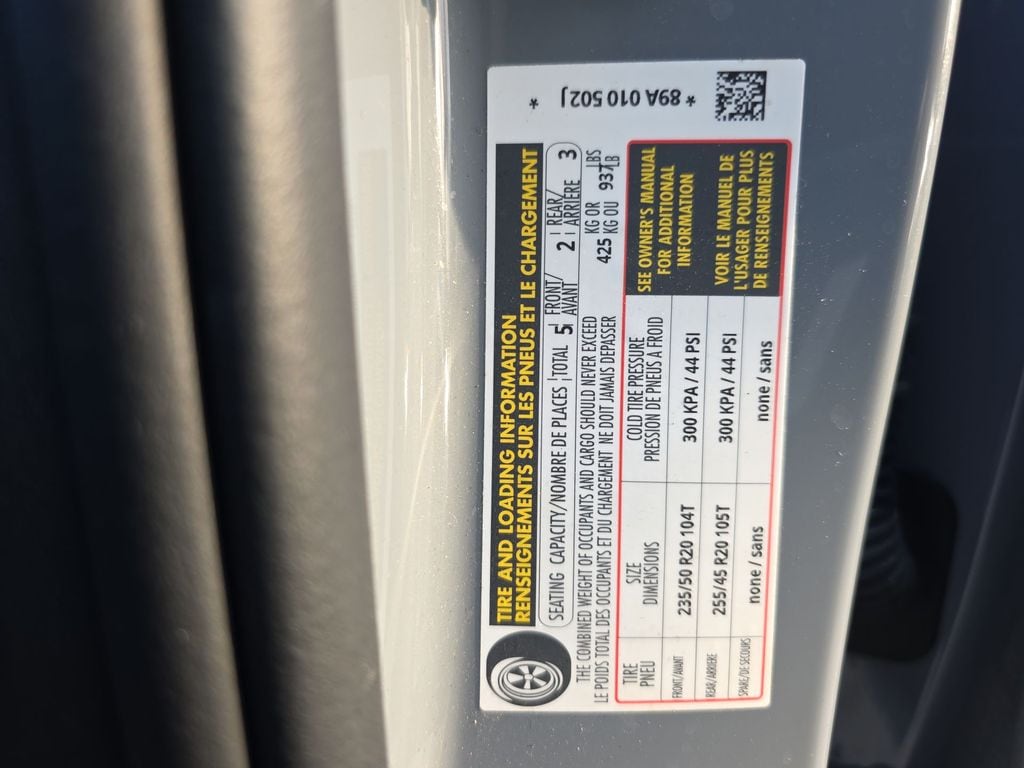 TIRE AND LOADING INFORMATION
RENSEIGNEMENTS SUR LES PNEUS ET LE CHARGEMENT
SEATING CAPACITY/NOMBRE DE PLACES TOTAL 5 FRONT/AVANT 2 REAR/ARRIÈRE 3
THE COMBINED WEIGHT OF OCCUPANTS AND CARGO SHOULD NEVER EXCEED KG OR LBS
LE POIDS TOTAL DES OCCUPANTS ET DU CHARGEMENT NE DOIT JAMAIS DEPASSER 425 KG OU 937 LB
TIRE SIZE COLD TIRE PRESSURE
PNEU DIMENSIONS PRESSION DE PNEUS A FROID
FRONT/AVANT 235/50 R20 104T 300 KPA / 44 PSI
REAR/ARRIERE 255/45 R20 105T 300 KPA / 44 PSI
SPARE/DE SECOURS none / sans none / sans
SEE OWNER'S MANUAL
FOR ADDITIONAL
INFORMATION
VOIR LE MANUEL DE
L'USAGER POUR PLUS
DE RENSEIGNEMENTS
* 89A 010 502J *